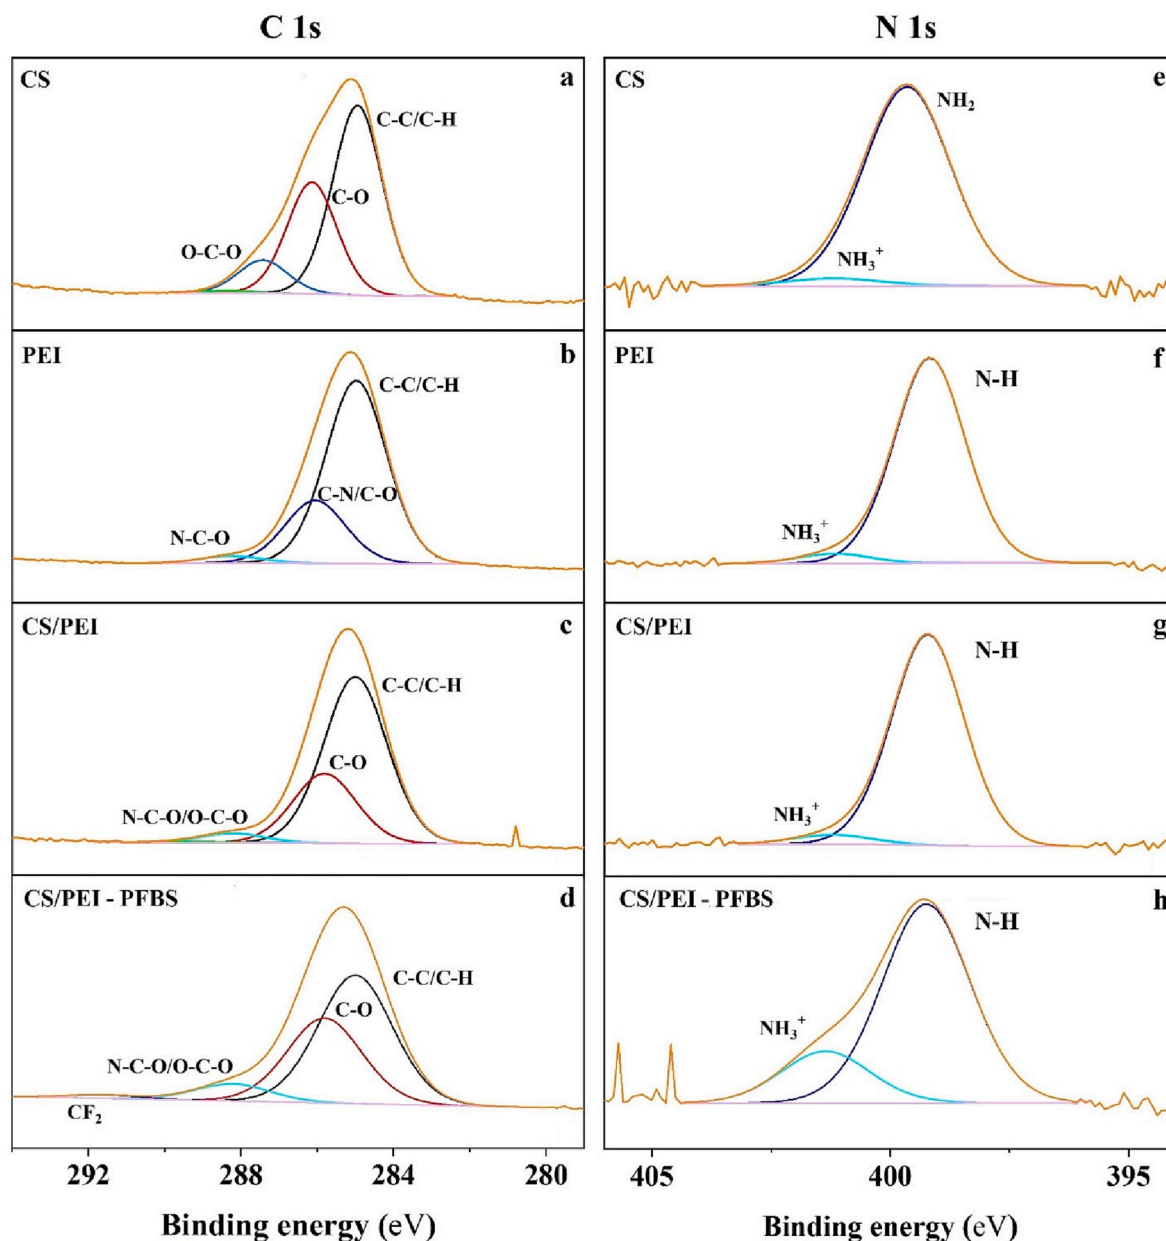 C 1s
N 1s
CS
a
C-C/C-H
C-O
O-C-O
CS
e
NH₂
NH₃⁺
PEI
b
C-C/C-H
C-N/C-O
N-C-O
PEI
f
N-H
NH₃⁺
CS/PEI
c
C-C/C-H
C-O
N-C-O/O-C-O
CS/PEI
g
N-H
NH₃⁺
CS/PEI - PFBS
d
C-C/C-H
C-O
N-C-O/O-C-O
CF₂
CS/PEI - PFBS
h
N-H
NH₃⁺
292 288 284 280
405 400 395
Binding energy (eV)
Binding energy (eV)